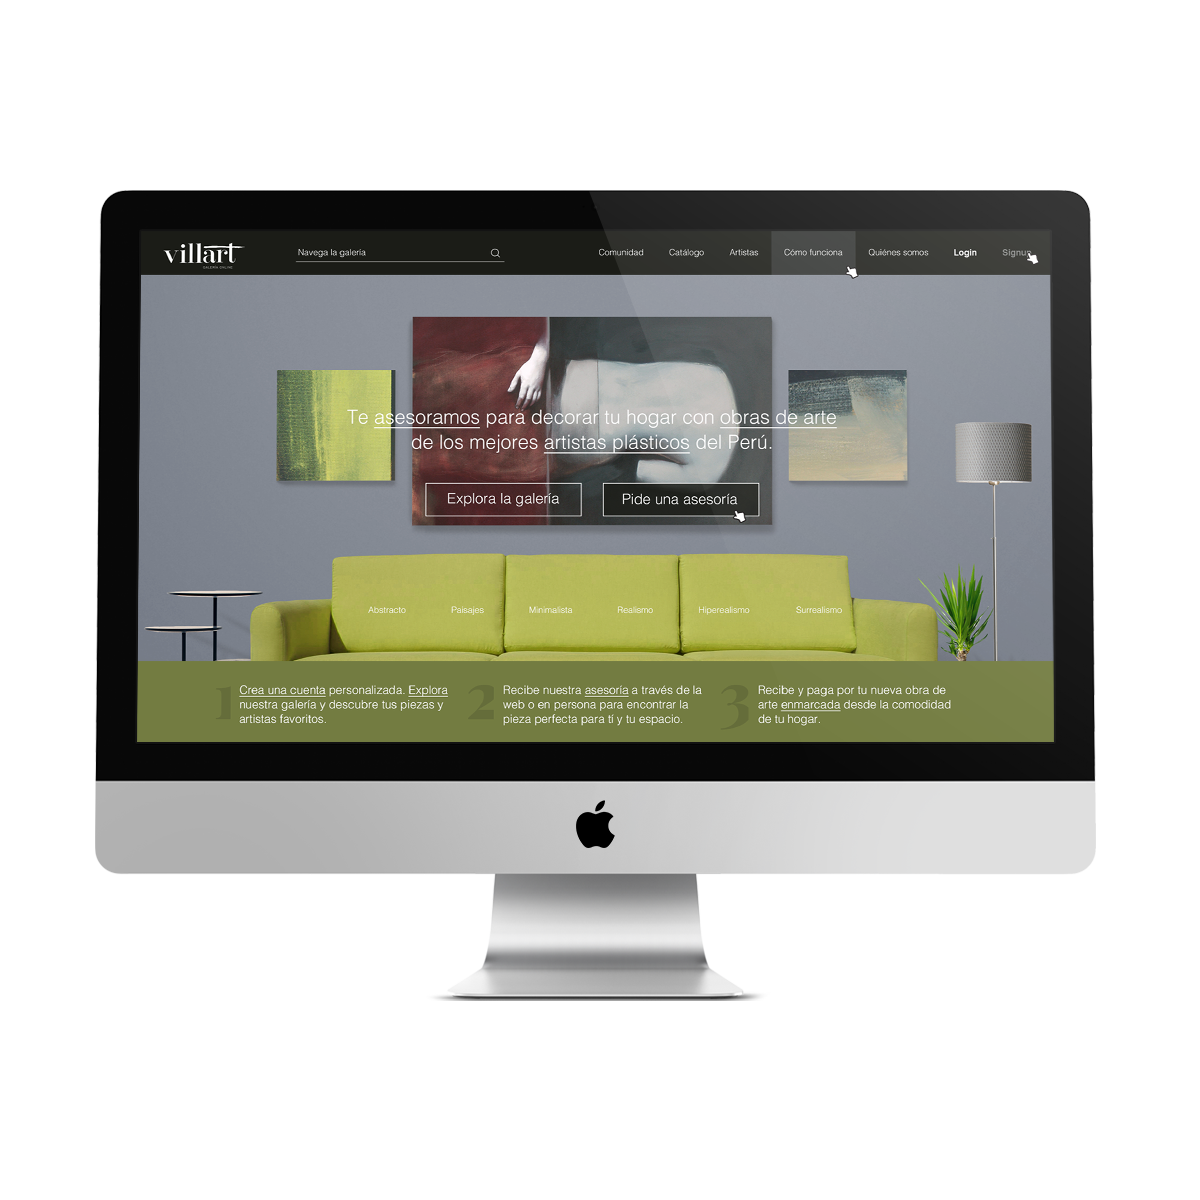 villart
GALERÍA ONLINE
Navega la galería
Comunidad
Catálogo
Artistas
Cómo funciona
Quiénes somos
Login
Signup
Te asesoramos para decorar tu hogar con obras de arte
de los mejores artistas plásticos del Perú.
Explora la galería
Pide una asesoría
Abstracto
Paisajes
Minimalista
Realismo
Hiperealismo
Surrealismo
1
Crea una cuenta personalizada. Explora
nuestra galería y descubre tus piezas y
artistas favoritos.
2
Recibe nuestra asesoría a través de la
web o en persona para encontrar la
pieza perfecta para tí y tu espacio.
3
Recibe y paga por tu nueva obra de
arte enmarcada desde la comodidad
de tu hogar.